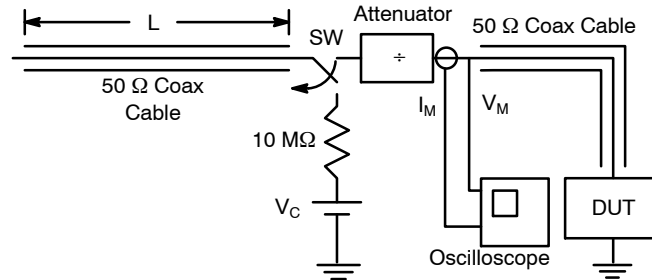 L
Attenuator
50 Ω Coax Cable
SW
÷
50 Ω Coax
Cable
I_M
V_M
10 MΩ
V_C
DUT
Oscilloscope